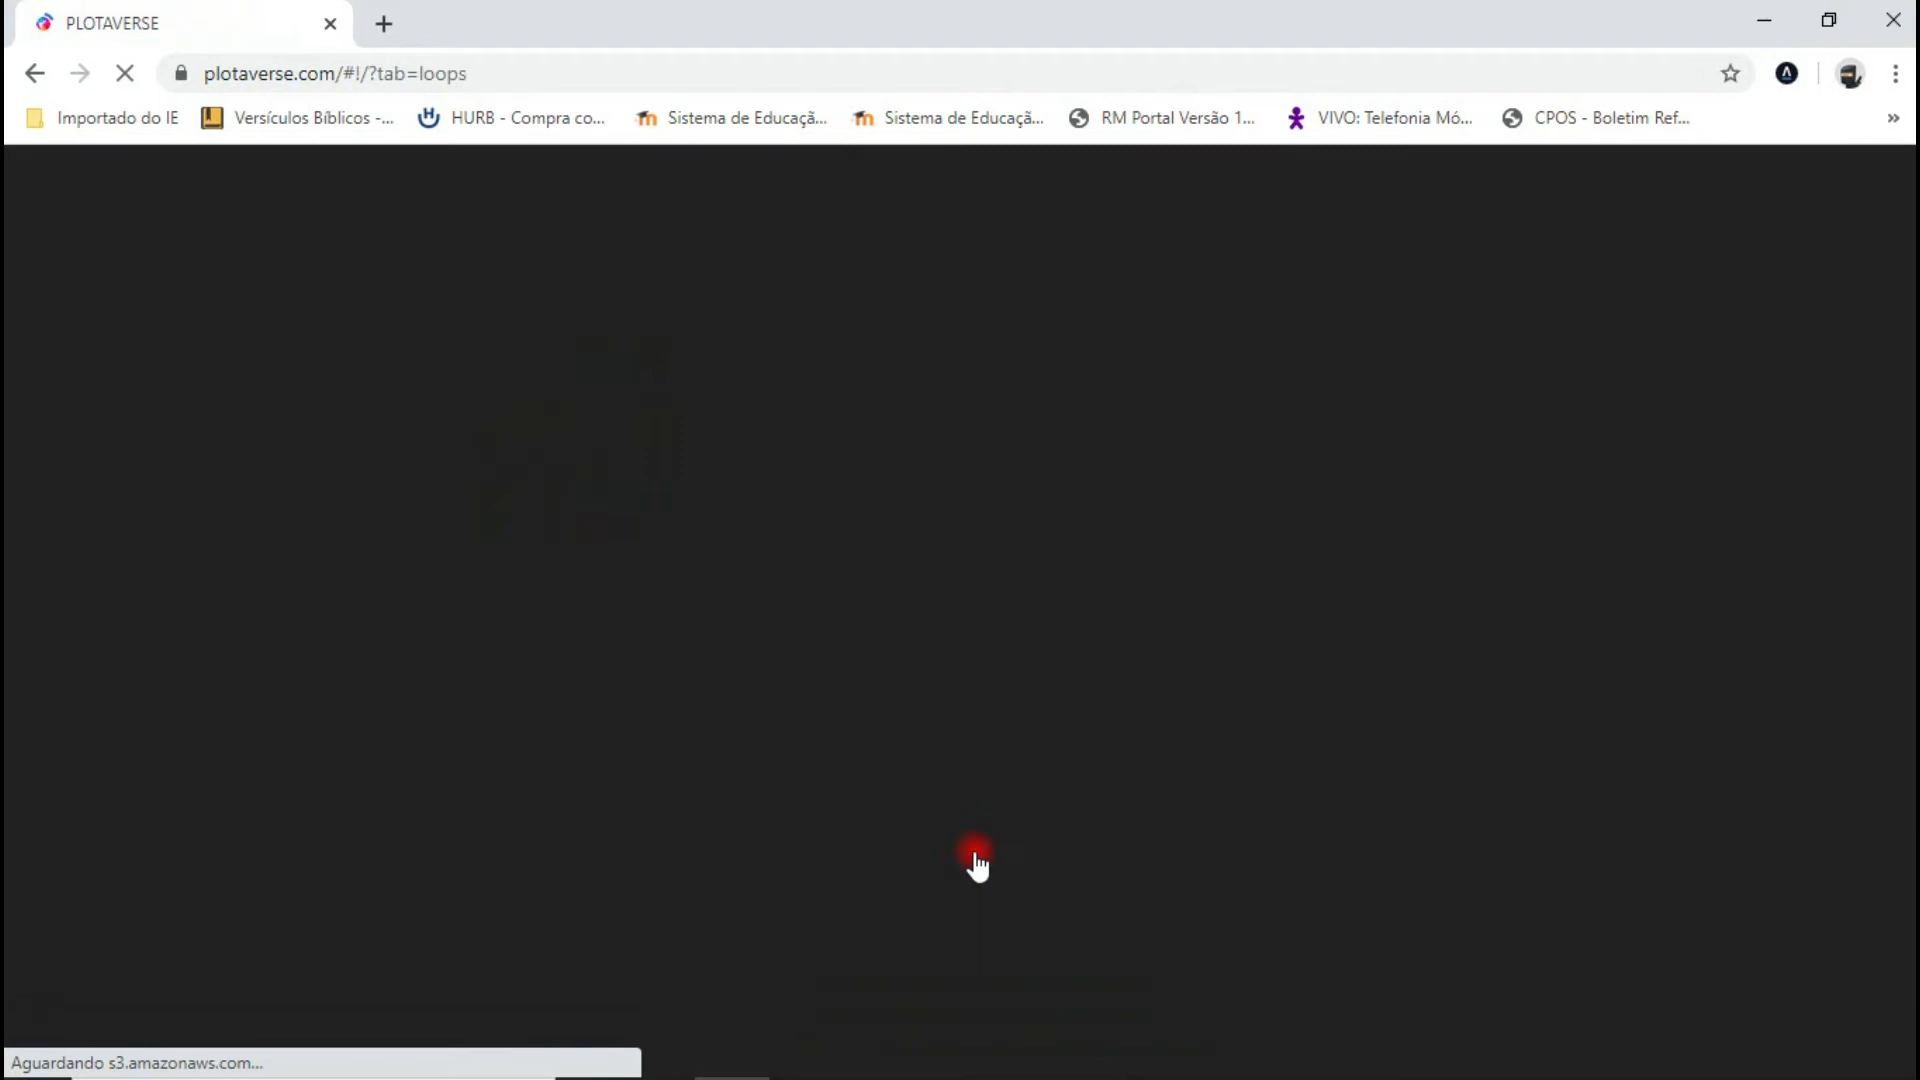 PLOTAVERSE
plotaverse.com/#!/?tab=loops
Importado do IE Versículos Bíblicos -... HURB - Compra co... Sistema de Educaçã... Sistema de Educaçã... RM Portal Versão 1... VIVO: Telefonia Mó... CPOS - Boletim Ref...
Aguardando s3.amazonaws.com...